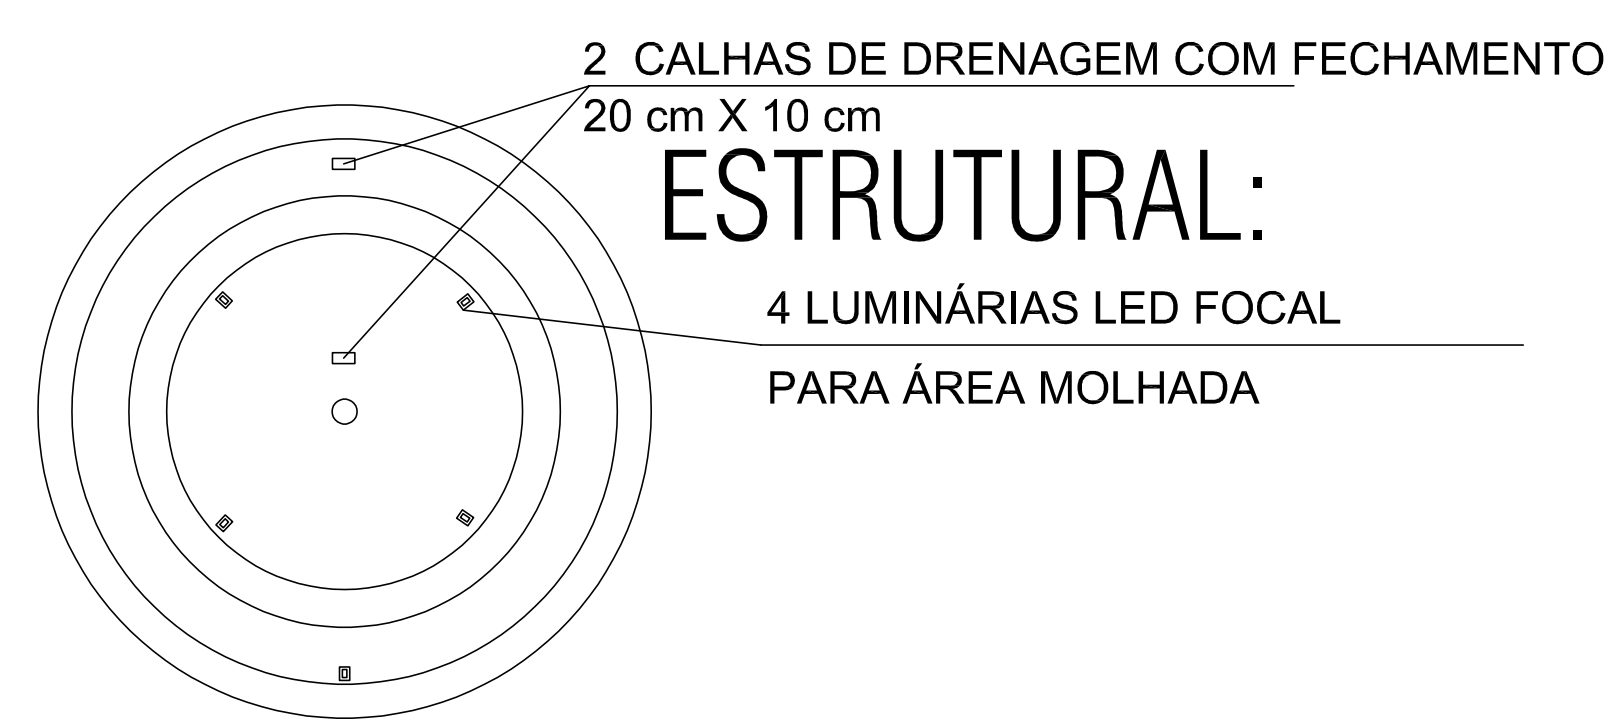 2 CALHAS DE DRENAGEM COM FECHAMENTO
20 cm X 10 cm
ESTRUTURAL:
4 LUMINÁRIAS LED FOCAL
PARA ÁREA MOLHADA